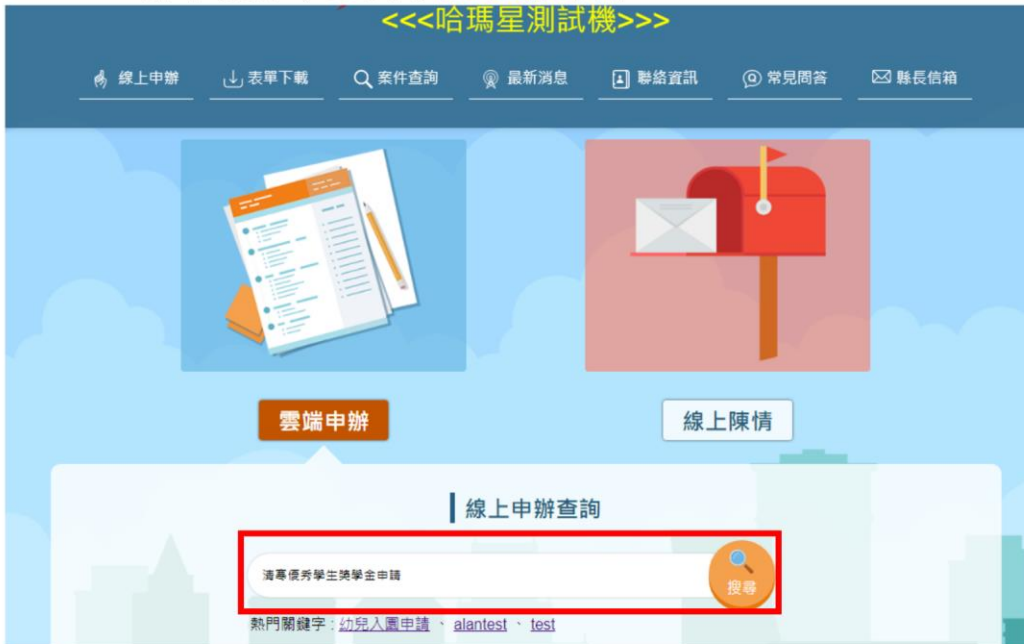 <<<哈瑪星測試機>>>
線上申辦 表單下載 案件查詢 最新消息 聯絡資訊 常見問答 縣長信箱
雲端申辦 線上陳情
線上申辦查詢
清寒優秀學生獎學金申請
搜尋
熱門關鍵字：幼兒入園申請、alantest、test